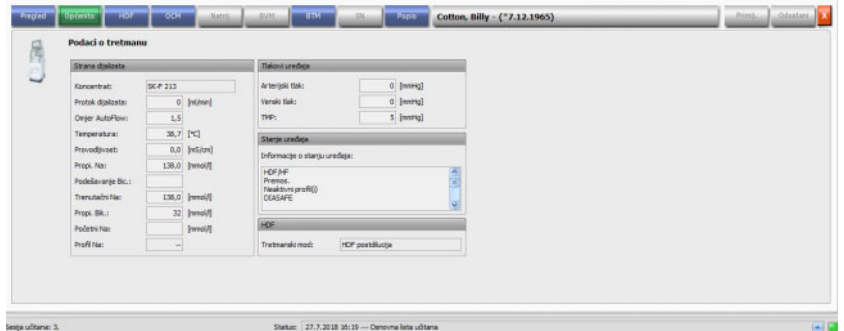 Pregled Općenito HDF OCM Natrij BVM BTM SN Popis Cotton, Billy - (*7.12.1965) Primij. Odustani X
Podaci o tretmanu
Strana dijalizata
Koncentrat: SK-F 213
Protok dijalizata: 0 [ml/min]
Omjer AutoFlow: 1,5
Temperatura: 38,7 [°C]
Provodljivost: 0,0 [mS/cm]
Propi. Na: 138,0 [mmol/l]
Podešavanje Bic.:
Trenutačni Na: 138,0 [mmol/l]
Propi. Bik.: 32 [mmol/l]
Početni Na: [mmol/l]
Profil Na: --
Tlakovi uređaja
Arterijski tlak: 0 [mmHg]
Venski tlak: 0 [mmHg]
TMP: 5 [mmHg]
Stanje uređaja
Informacije o stanju uređaja:
HDF/HF
Premos.
Neaktivni profil(i)
DIASAFE
HDF
Tretmanski mod: HDF postdilucija
Sesija učitana: 3. Status: 27.7.2018 16:19 --- Osnovna lista učitana